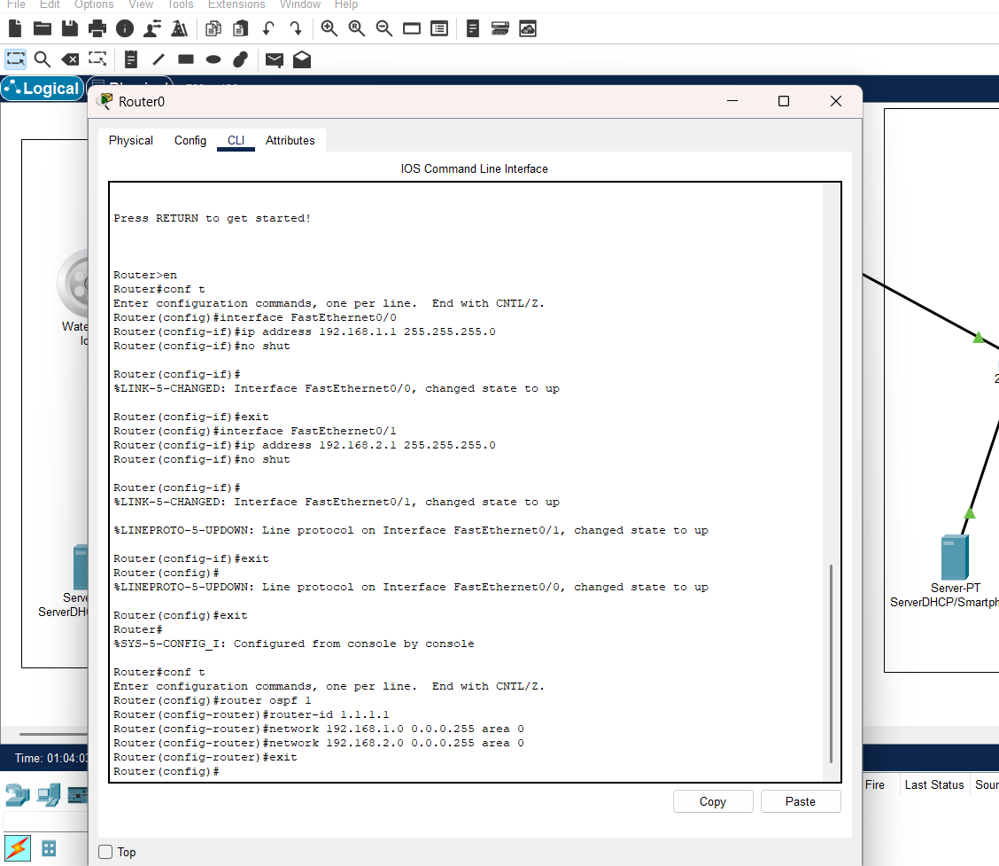 File Edit Options View Tools Extensions Window Help
Logical
Router0
Physical Config CLI Attributes
IOS Command Line Interface
Press RETURN to get started!
Router>en
Router#conf t
Enter configuration commands, one per line.  End with CNTL/Z.
Router(config)#interface FastEthernet0/0
Router(config-if)#ip address 192.168.1.1 255.255.255.0
Router(config-if)#no shut
Router(config-if)#
%LINK-5-CHANGED: Interface FastEthernet0/0, changed state to up
Router(config-if)#exit
Router(config)#interface FastEthernet0/1
Router(config-if)#ip address 192.168.2.1 255.255.255.0
Router(config-if)#no shut
Router(config-if)#
%LINK-5-CHANGED: Interface FastEthernet0/1, changed state to up
%LINEPROTO-5-UPDOWN: Line protocol on Interface FastEthernet0/1, changed state to up
Router(config-if)#exit
Router(config)#
%LINEPROTO-5-UPDOWN: Line protocol on Interface FastEthernet0/0, changed state to up
Router(config)#exit
Router#
%SYS-5-CONFIG_I: Configured from console by console
Router#conf t
Enter configuration commands, one per line.  End with CNTL/Z.
Router(config)#router ospf 1
Router(config-router)#router-id 1.1.1.1
Router(config-router)#network 192.168.1.0 0.0.0.255 area 0
Router(config-router)#network 192.168.2.0 0.0.0.255 area 0
Router(config-router)#exit
Router(config)#
Copy Paste
Top
Wate
Io
Serve
ServerDH
Time: 01:04:03
2
Server-PT
ServerDHCP/Smartph
Fire Last Status Sour